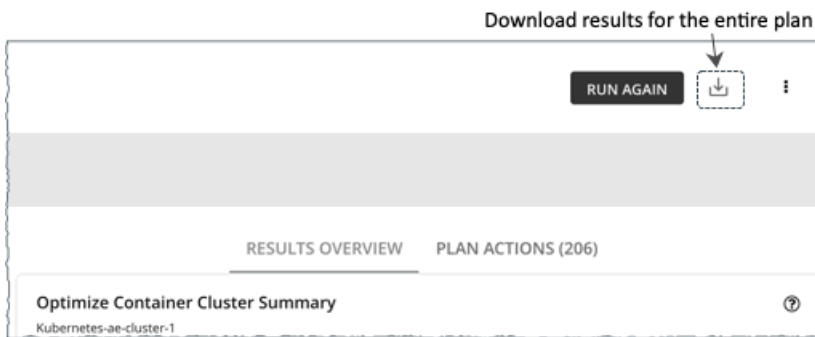 Download results for the entire plan
RUN AGAIN
RESULTS OVERVIEW PLAN ACTIONS (206)
Optimize Container Cluster Summary
Kubernetes-ae-cluster-1